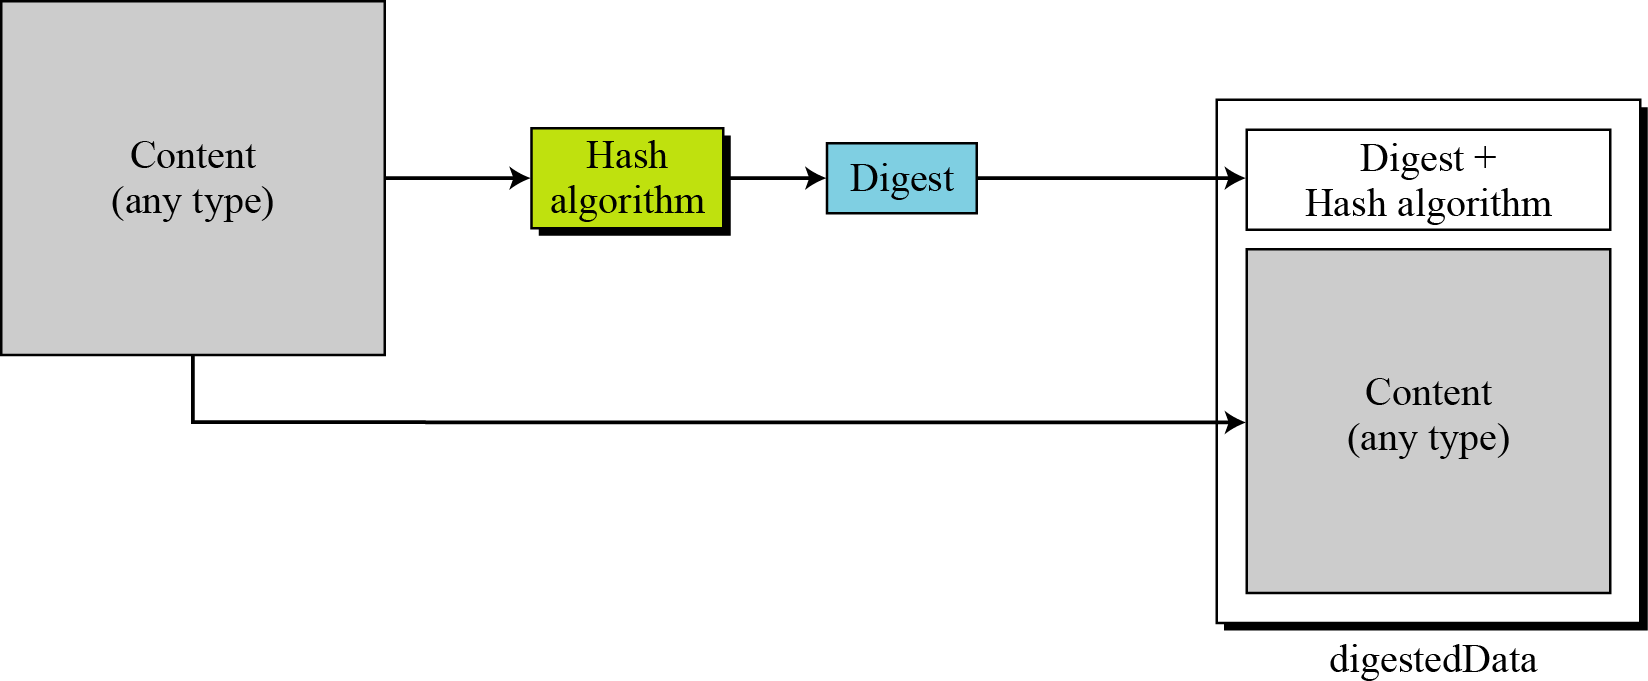 Content
(any type)
Hash
algorithm
Digest
Digest +
Hash algorithm
Content
(any type)
digestedData